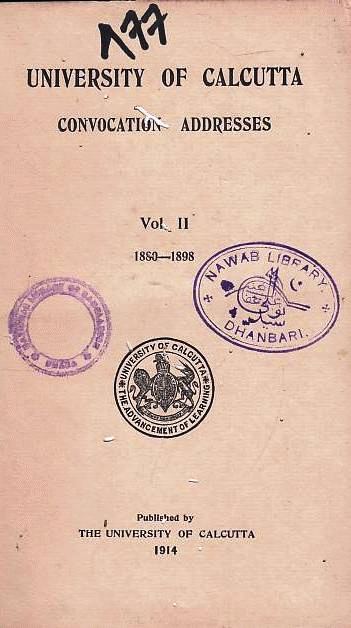 877
UNIVERSITY OF CALCUTTA
CONVOCATION ADDRESSES
Vol. II
1880—1898
NAWAB LIBRARY.
DHANBARI.
UNIVERSITY OF CALCUTTA
THE ADVANCEMENT OF LEARNING
Published by
THE UNIVERSITY OF CALCUTTA
1914